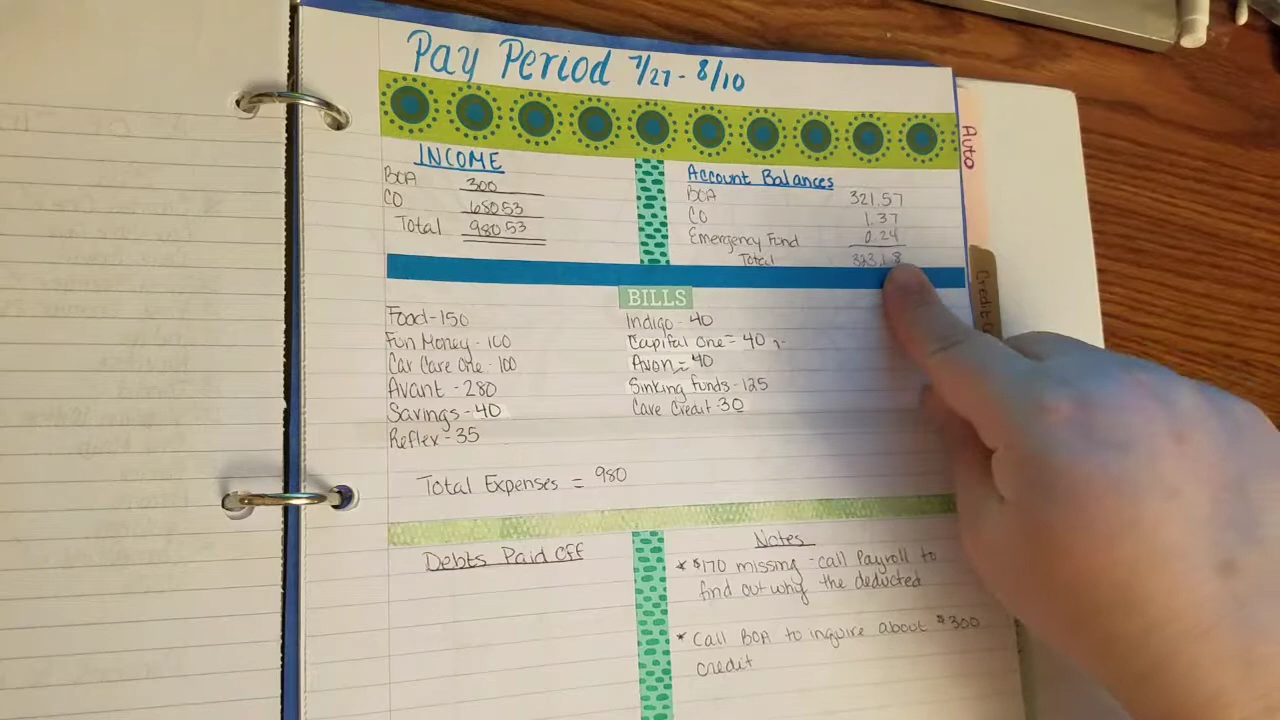 Pay Period 7/27 - 8/10
INCOME
BOA 300
CO 680.53
Total 980.53
Account Balances
BOA 321.57
CO 1.37
Emergency Fund 0.24
Total 323.18
BILLS
Food - 150
Fun Money - 100
Car Care One - 100
Avant - 280
Savings - 40
Reflex - 35
Indigo - 40
Capital One = 40
Avon = 40
Sinking funds - 125
Care Credit 30
Total Expenses = 980
Debts Paid Off
Notes
* $170 missing - call Payroll to
find out why the deducted
* Call BOA to inquire about $300
credit
Auto
Credit